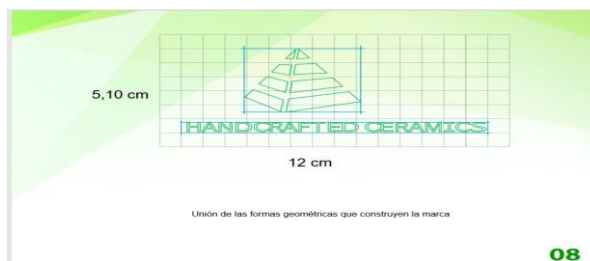 5,10 cm
HANDCRAFTED CERAMICS
12 cm
Unión de las formas geométricas que construyen la marca
08